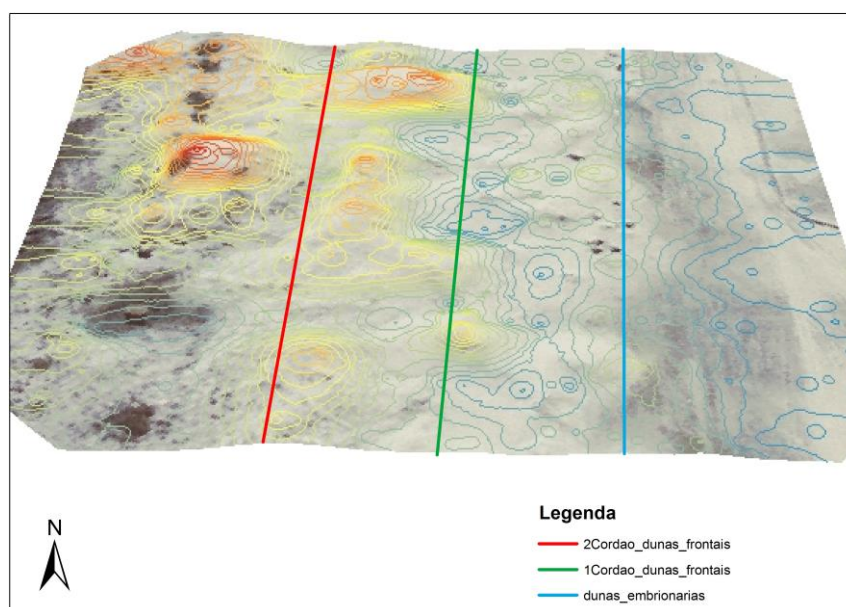 N
Legenda
2Cordao_dunas_frontais
1Cordao_dunas_frontais
dunas_embrionarias